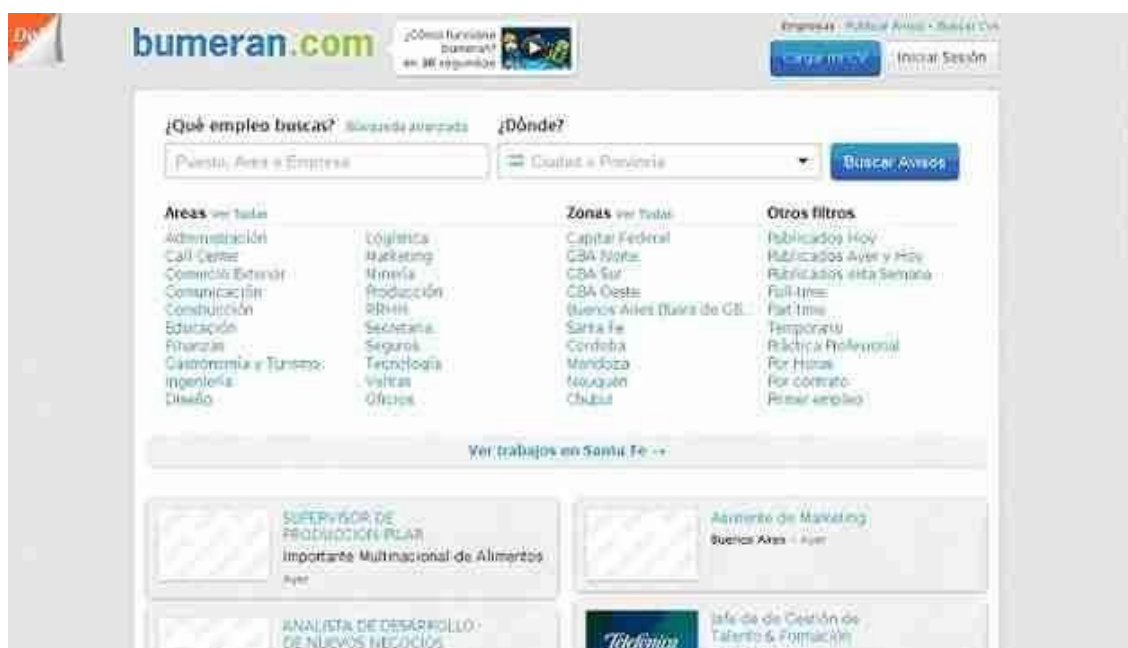 bumeran.com
¿Cómo funciona
bumeran?
en 30 segundos
Empresas: Publicar Avisos • Buscar CVs
Cargar mi CV
Iniciar Sesión
¿Qué empleo buscas? Búsqueda avanzada
¿Dónde?
Puesto, Área o Empresa
Ciudad o Provincia
Buscar Avisos
Areas ver Todas
Administración
Call Center
Comercio Exterior
Comunicación
Construcción
Educación
Finanzas
Gastronomía y Turismo
Ingeniería
Diseño
Logística
Marketing
Minería
Producción
RRHH
Secretaria
Seguros
Tecnología
Ventas
Oficios
Zonas ver Todas
Capital Federal
GBA Norte
GBA Sur
GBA Oeste
Buenos Aires (fuera de GB...
Santa Fe
Cordoba
Mendoza
Neuquén
Chubut
Otros filtros
Publicados Hoy
Publicados Ayer y Hoy
Publicados esta Semana
Full-time
Part time
Temporario
Práctica Profesional
Por Horas
Por contrato
Primer empleo
Ver trabajos en Santa Fe →
SUPERVISOR DE
PRODUCCION PILAR
Importante Multinacional de Alimentos
Ayer
Asistente de Marketing
Buenos Aires - Ayer
ANALISTA DE DESARROLLO
DE NUEVOS NEGOCIOS
Telefónica
Jefe de de Gestión de
Talento & Formación